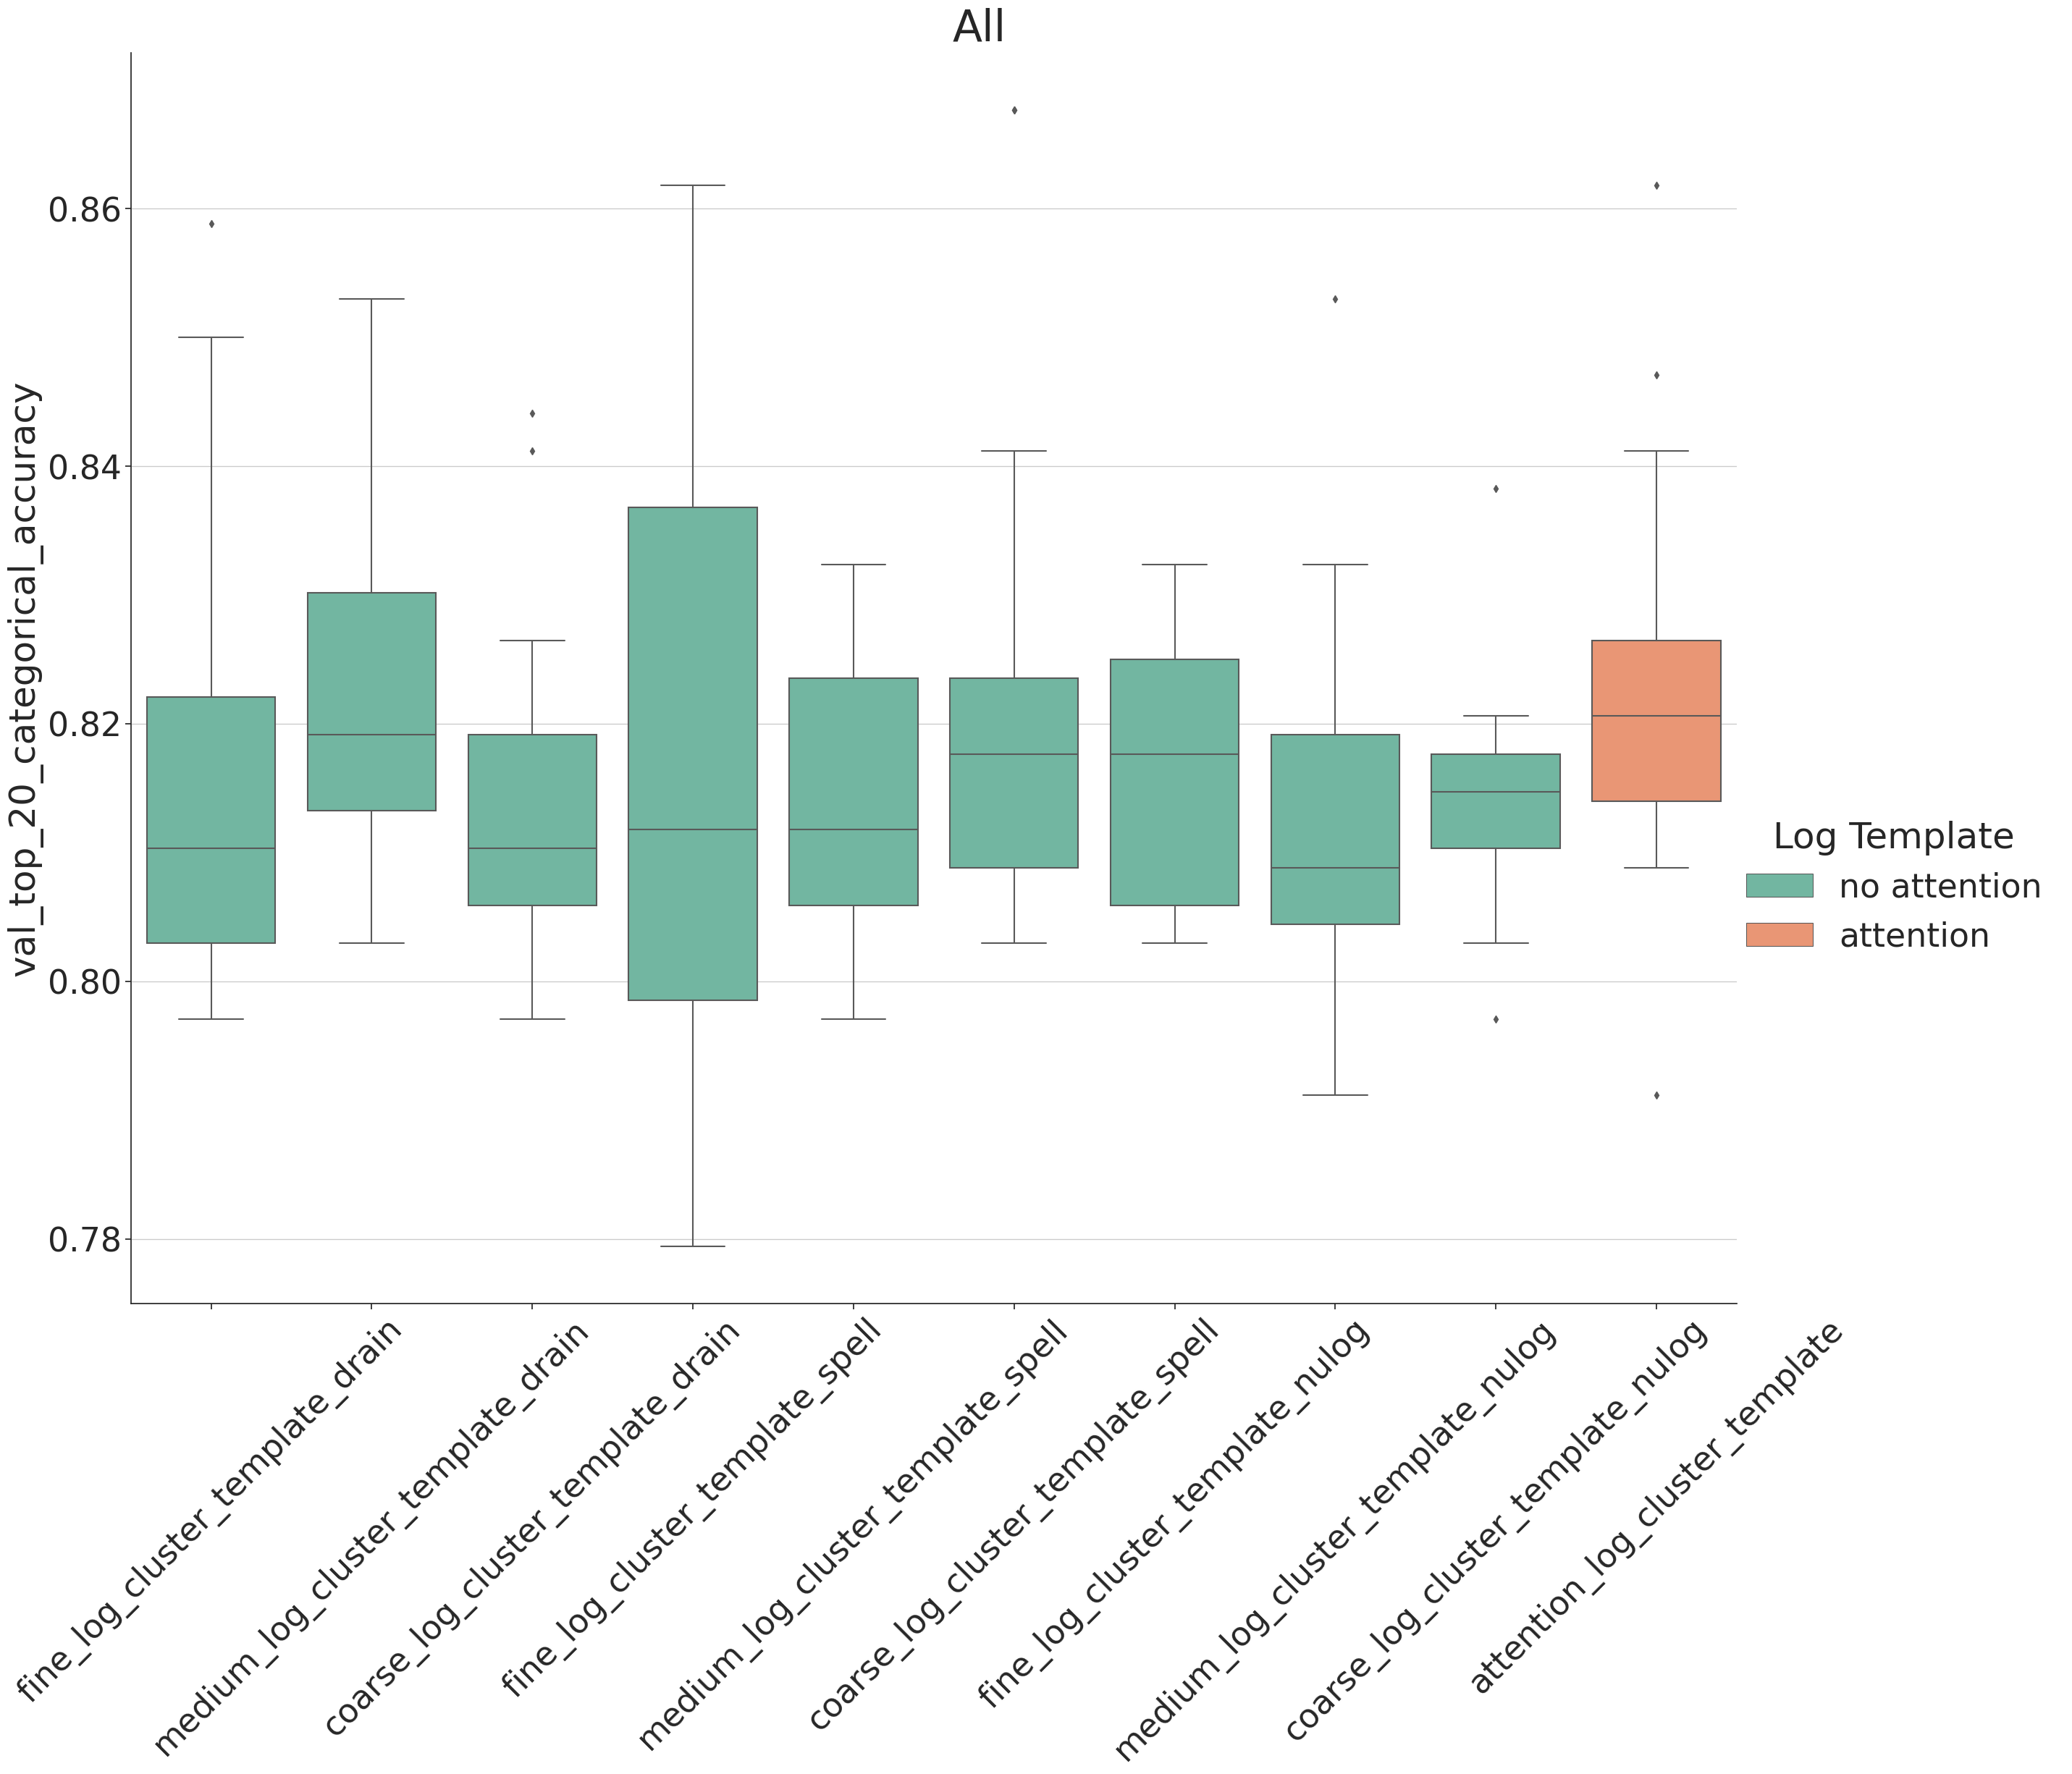 All
val_top_20_categorical_accuracy
0.86
0.84
0.82
0.80
0.78
fine_log_cluster_template_drain
medium_log_cluster_template_drain
coarse_log_cluster_template_drain
fine_log_cluster_template_spell
medium_log_cluster_template_spell
coarse_log_cluster_template_spell
fine_log_cluster_template_nulog
medium_log_cluster_template_nulog
coarse_log_cluster_template_nulog
attention_log_cluster_template
Log Template
no attention
attention